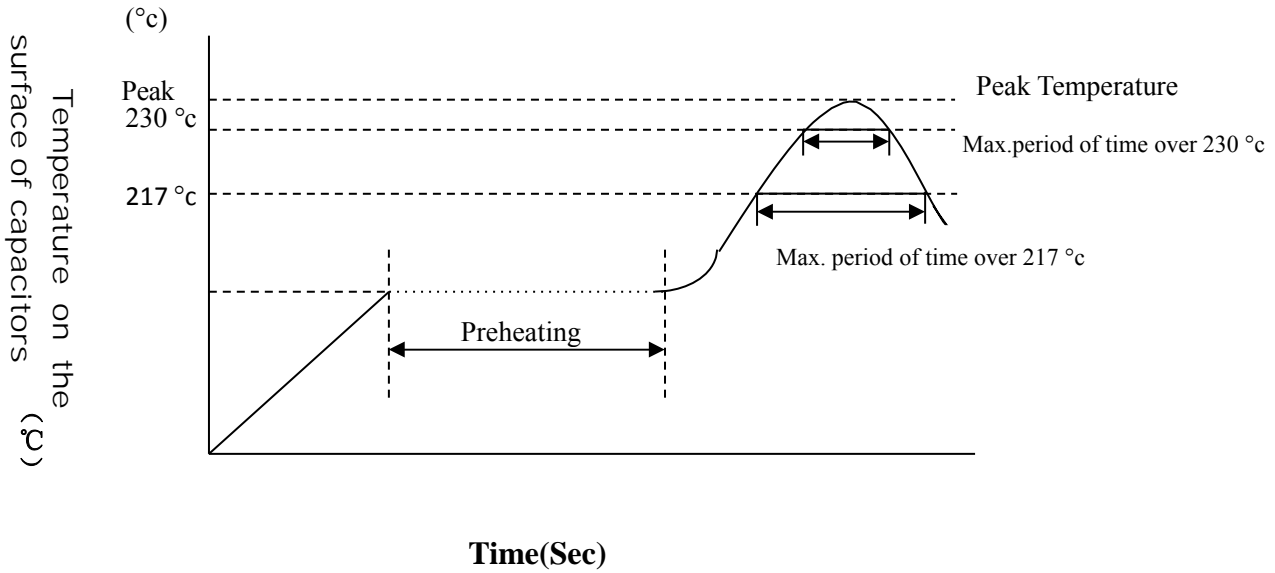 (°c)
Temperature on the
surface of capacitors (℃)
Peak
230 °c
217 °c
Peak Temperature
Max.period of time over 230 °c
Max. period of time over 217 °c
Preheating
Time(Sec)